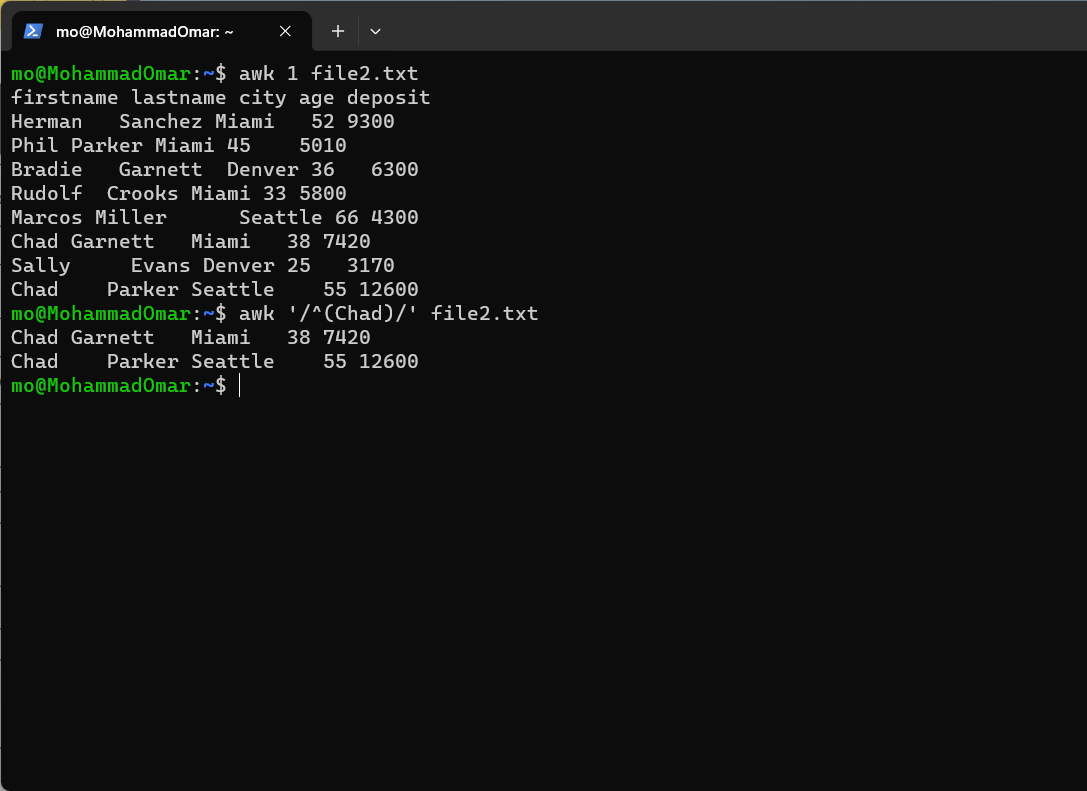 mo@MohammadOmar: ~
mo@MohammadOmar:~$ awk 1 file2.txt
firstname lastname city age deposit
Herman   Sanchez Miami   52 9300
Phil Parker Miami 45    5010
Bradie   Garnett  Denver 36   6300
Rudolf  Crooks Miami 33 5800
Marcos Miller      Seattle 66 4300
Chad Garnett   Miami   38 7420
Sally     Evans Denver 25   3170
Chad    Parker Seattle    55 12600
mo@MohammadOmar:~$ awk '/^(Chad)/' file2.txt
Chad Garnett   Miami   38 7420
Chad    Parker Seattle    55 12600
mo@MohammadOmar:~$